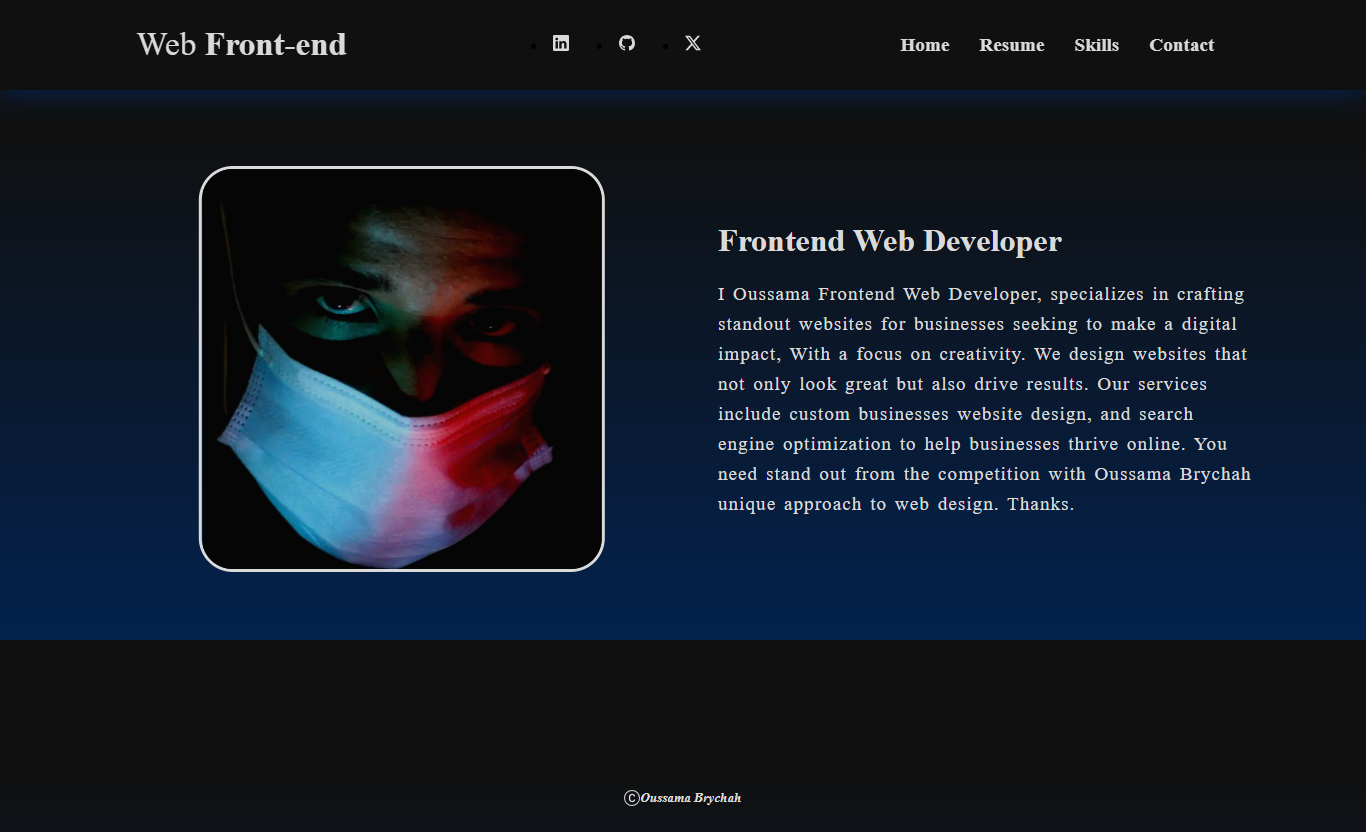 Web Front-end
Home Resume Skills Contact
Frontend Web Developer
I Oussama Frontend Web Developer, specializes in crafting
standout websites for businesses seeking to make a digital
impact, With a focus on creativity. We design websites that
not only look great but also drive results. Our services
include custom businesses website design, and search
engine optimization to help businesses thrive online. You
need stand out from the competition with Oussama Brychah
unique approach to web design. Thanks.
©Oussama Brychah